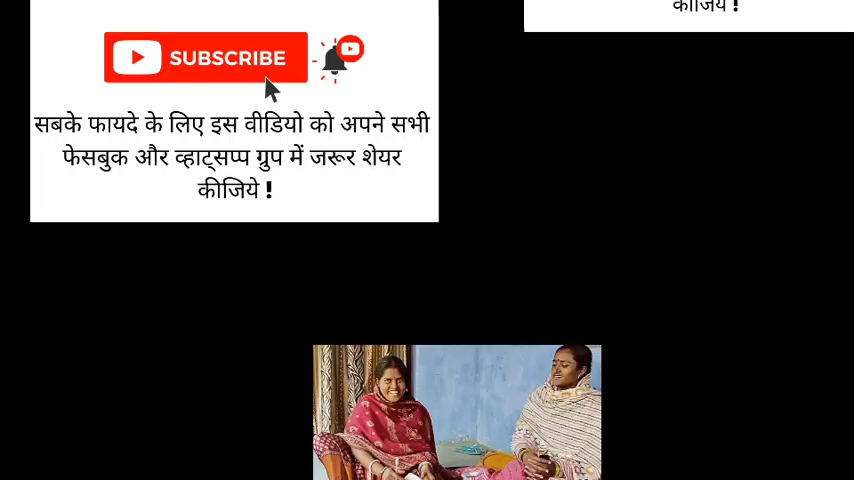 SUBSCRIBE
सबके फायदे के लिए इस वीडियो को अपने सभी
फेसबुक और व्हाट्सप्प ग्रुप में जरूर शेयर
कीजिये !
कीजिये !